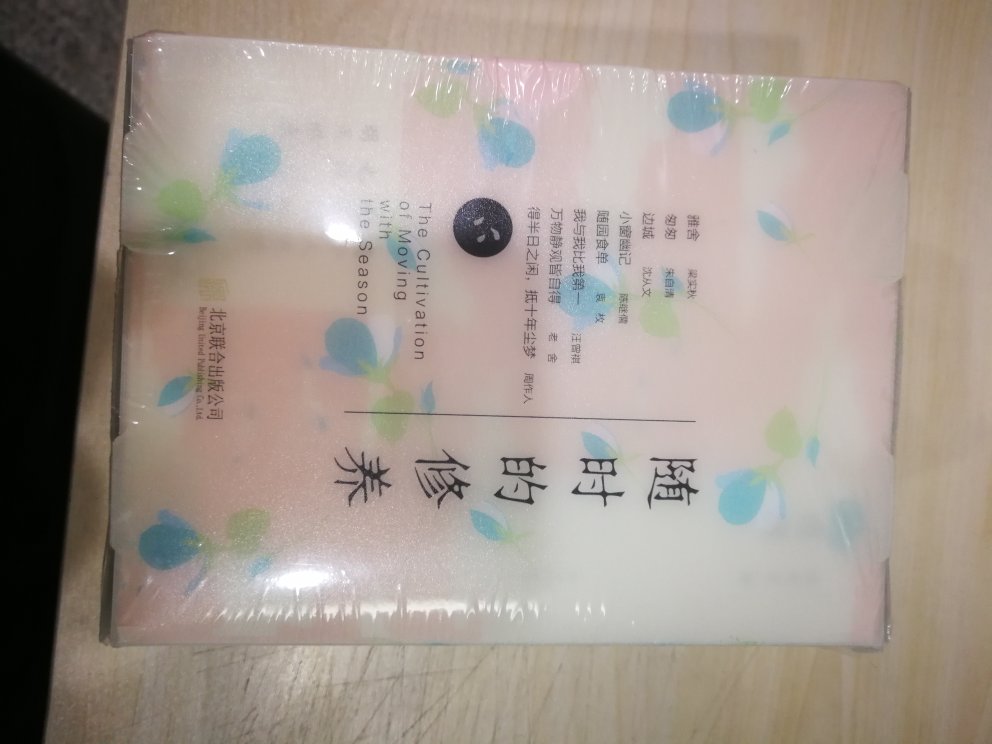 随时的修养
雅舍 梁实秋
匆匆 朱自清
边城 沈从文
小窗幽记 陈继儒
随园食单 袁枚
我与我比我第一 汪曾祺
万物静观皆自得 老舍
得半日之闲，抵十年尘梦 周作人
The Cultivation
of Moving
with
the Season
北京联合出版公司
Beijing United Publishing Co.,Ltd.